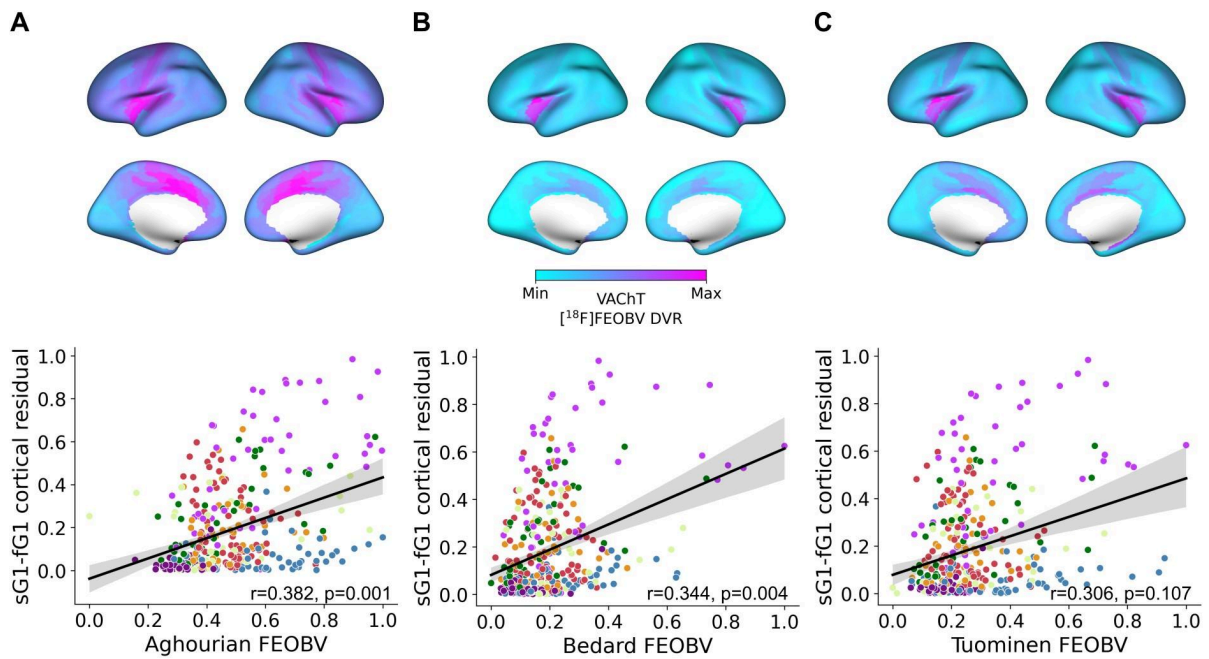 A
B
C
Min
Max
VAChT
[¹⁸F]FEOBV DVR
sG1-fG1 cortical residual
1.0
0.8
0.6
0.4
0.2
0.0
r=0.382, p=0.001
0.0 0.2 0.4 0.6 0.8 1.0
Aghourian FEOBV
sG1-fG1 cortical residual
1.0
0.8
0.6
0.4
0.2
0.0
r=0.344, p=0.004
0.0 0.2 0.4 0.6 0.8 1.0
Bedard FEOBV
sG1-fG1 cortical residual
1.0
0.8
0.6
0.4
0.2
0.0
r=0.306, p=0.107
0.0 0.2 0.4 0.6 0.8 1.0
Tuominen FEOBV